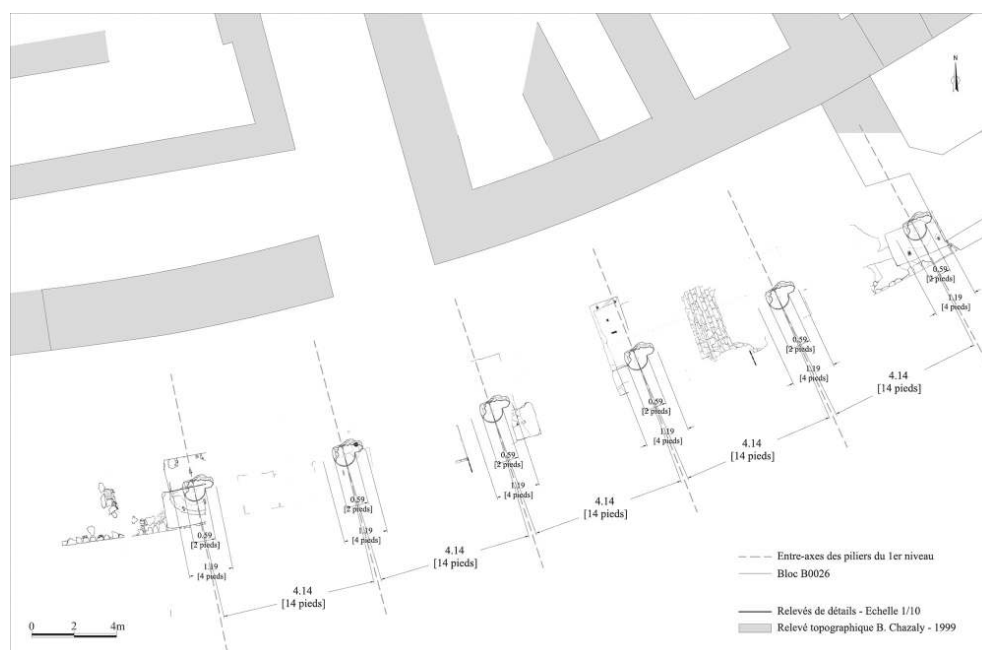 N
0.59
[2 pieds]
1.19
[4 pieds]
4.14
[14 pieds]
0.59
[2 pieds]
1.19
[4 pieds]
4.14
[14 pieds]
0.59
[2 pieds]
1.19
[4 pieds]
4.14
[14 pieds]
0.59
[2 pieds]
1.19
[4 pieds]
4.14
[14 pieds]
0.59
[2 pieds]
1.19
[4 pieds]
4.14
[14 pieds]
0.59
[2 pieds]
1.19
[4 pieds]
Entre-axes des piliers du 1er niveau
Bloc B0026
Relevés de détails - Echelle 1/10
Relevé topographique B. Chazaly - 1999
0 2 4m